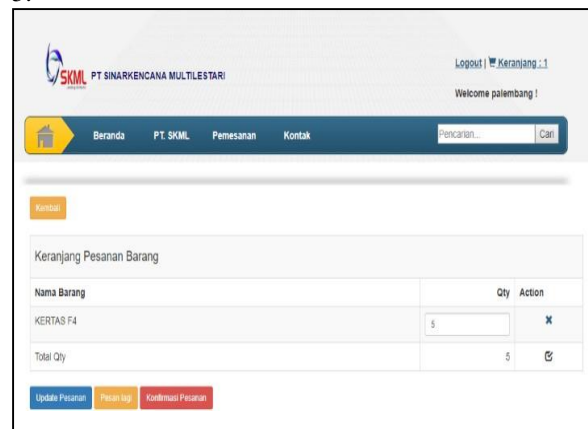 SKML PT SINARKENCANA MULTILESTARI
Logout | Keranjang : 1
Welcome palembang !
Beranda PT. SKML Pemesanan Kontak Pencarian... Cari
Kembali
Keranjang Pesanan Barang
Nama Barang Qty Action
KERTAS F4 5
Total Qty 5
Update Pesanan Pesan lagi Konfirmasi Pesanan